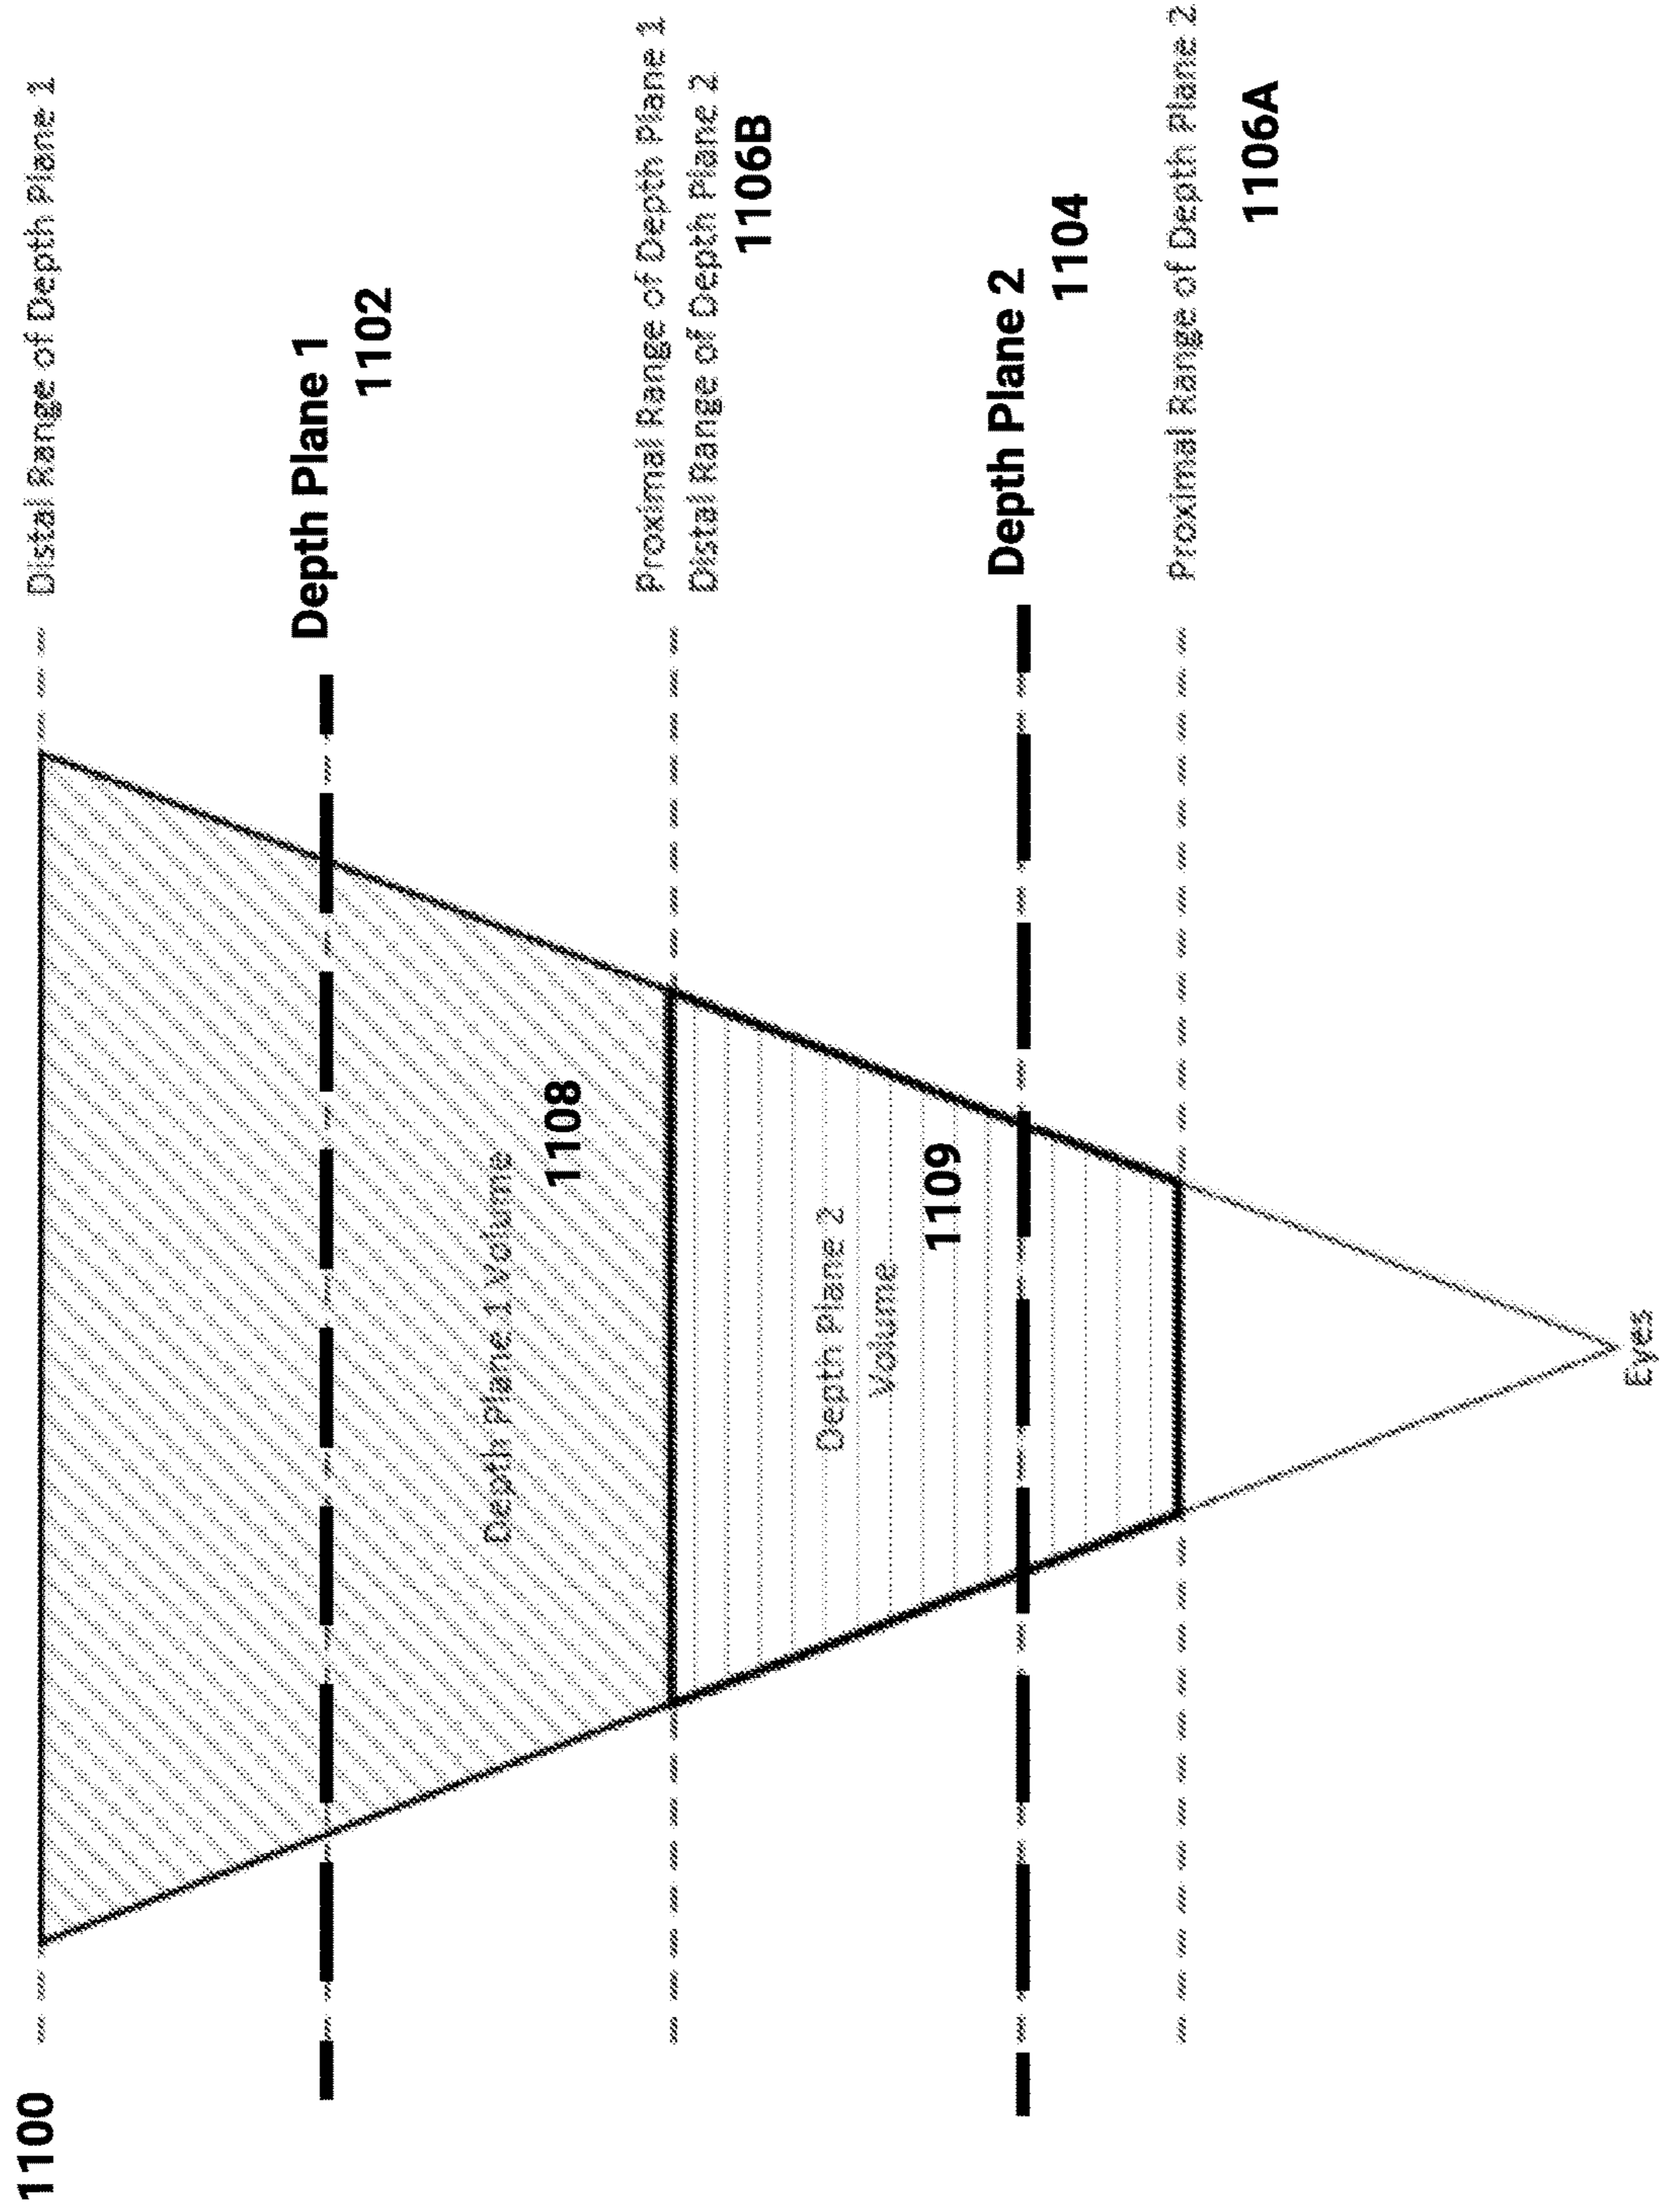 1100
Distal Range of Depth Plane 1
Depth Plane 1
1102
Depth Plane 1 Volume
1108
Proximal Range of Depth Plane 1
Distal Range of Depth Plane 2
1106B
Depth Plane 2
Volume
1109
Depth Plane 2
1104
Proximal Range of Depth Plane 2
1106A
Eyes